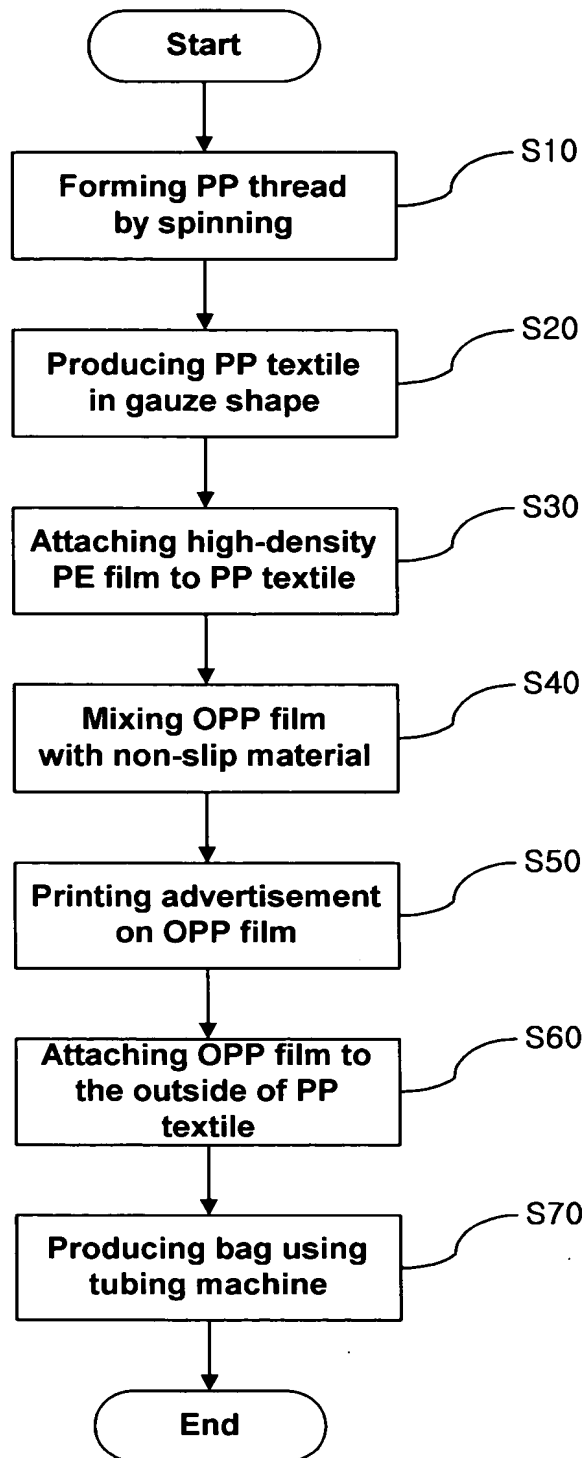 Start
S10
Forming PP thread
by spinning
S20
Producing PP textile
in gauze shape
S30
Attaching high-density
PE film to PP textile
S40
Mixing OPP film
with non-slip material
S50
Printing advertisement
on OPP film
S60
Attaching OPP film to
the outside of PP
textile
S70
Producing bag using
tubing machine
End